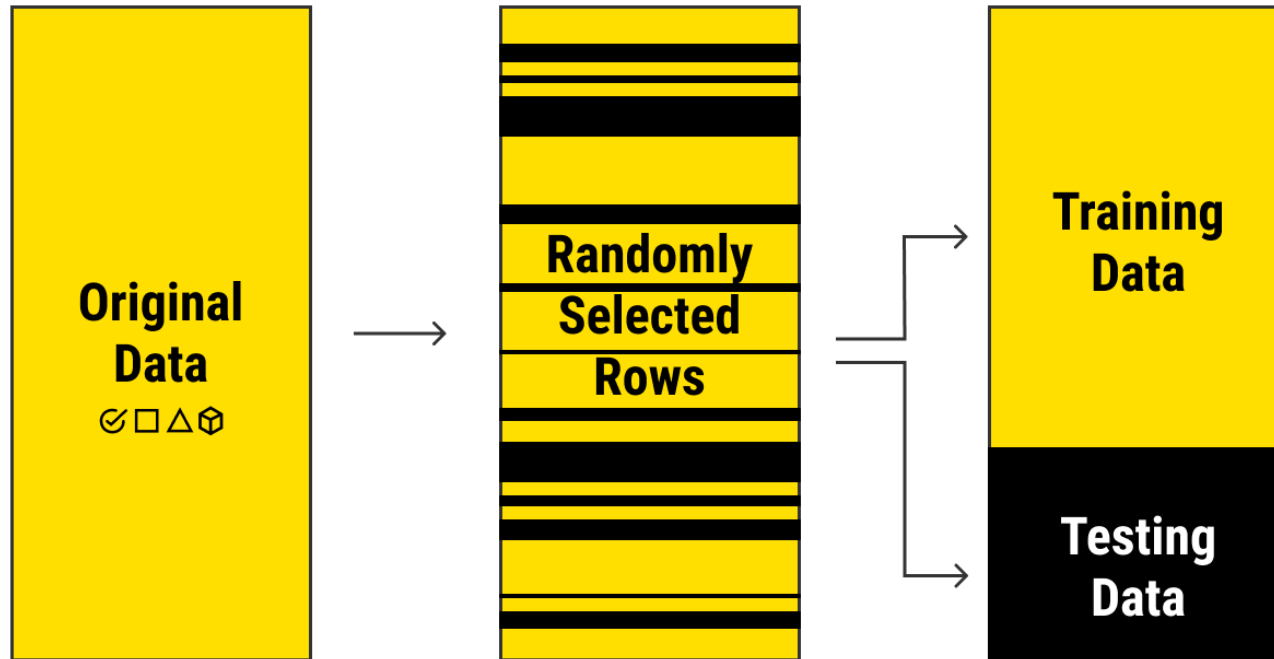 Original
Data
Randomly
Selected
Rows
Training
Data
Testing
Data